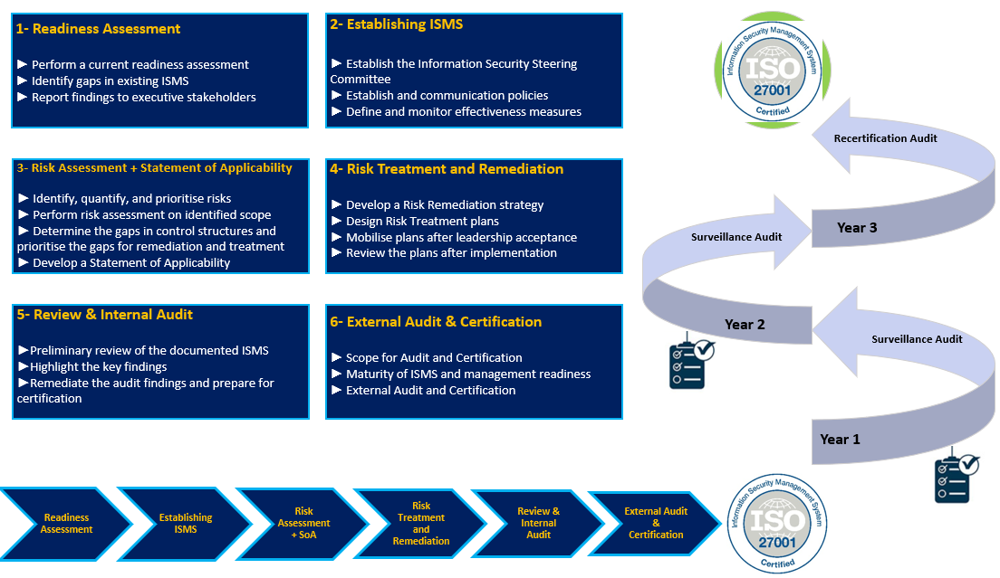 1- Readiness Assessment
► Perform a current readiness assessment
► Identify gaps in existing ISMS
► Report findings to executive stakeholders
2- Establishing ISMS
► Establish the Information Security Steering
Committee
► Establish and communication policies
► Define and monitor effectiveness measures
3- Risk Assessment + Statement of Applicability
► Identify, quantify, and prioritise risks
► Perform risk assessment on identified scope
► Determine the gaps in control structures and
prioritise the gaps for remediation and treatment
► Develop a Statement of Applicability
4- Risk Treatment and Remediation
► Develop a Risk Remediation strategy
► Design Risk Treatment plans
► Mobilise plans after leadership acceptance
► Review the plans after implementation
5- Review & Internal Audit
►Preliminary review of the documented ISMS
►Highlight the key findings
►Remediate the audit findings and prepare for
certification
6- External Audit & Certification
► Scope for Audit and Certification
► Maturity of ISMS and management readiness
► External Audit and Certification
Information Security Management System
ISO
27001
Certified
Recertification Audit
Year 3
Surveillance Audit
Year 2
Surveillance Audit
Year 1
Readiness
Assessment
Establishing
ISMS
Risk
Assessment
+ SoA
Risk
Treatment
and
Remediation
Review &
Internal
Audit
External Audit
&
Certification
Information Security Management System
ISO
27001
Certified